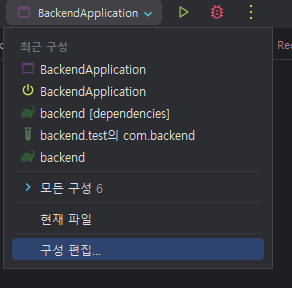 BackendApplication
최근 구성
BackendApplication
BackendApplication
backend [dependencies]
backend.test의 com.backend
backend
모든 구성 6
현재 파일
구성 편집...